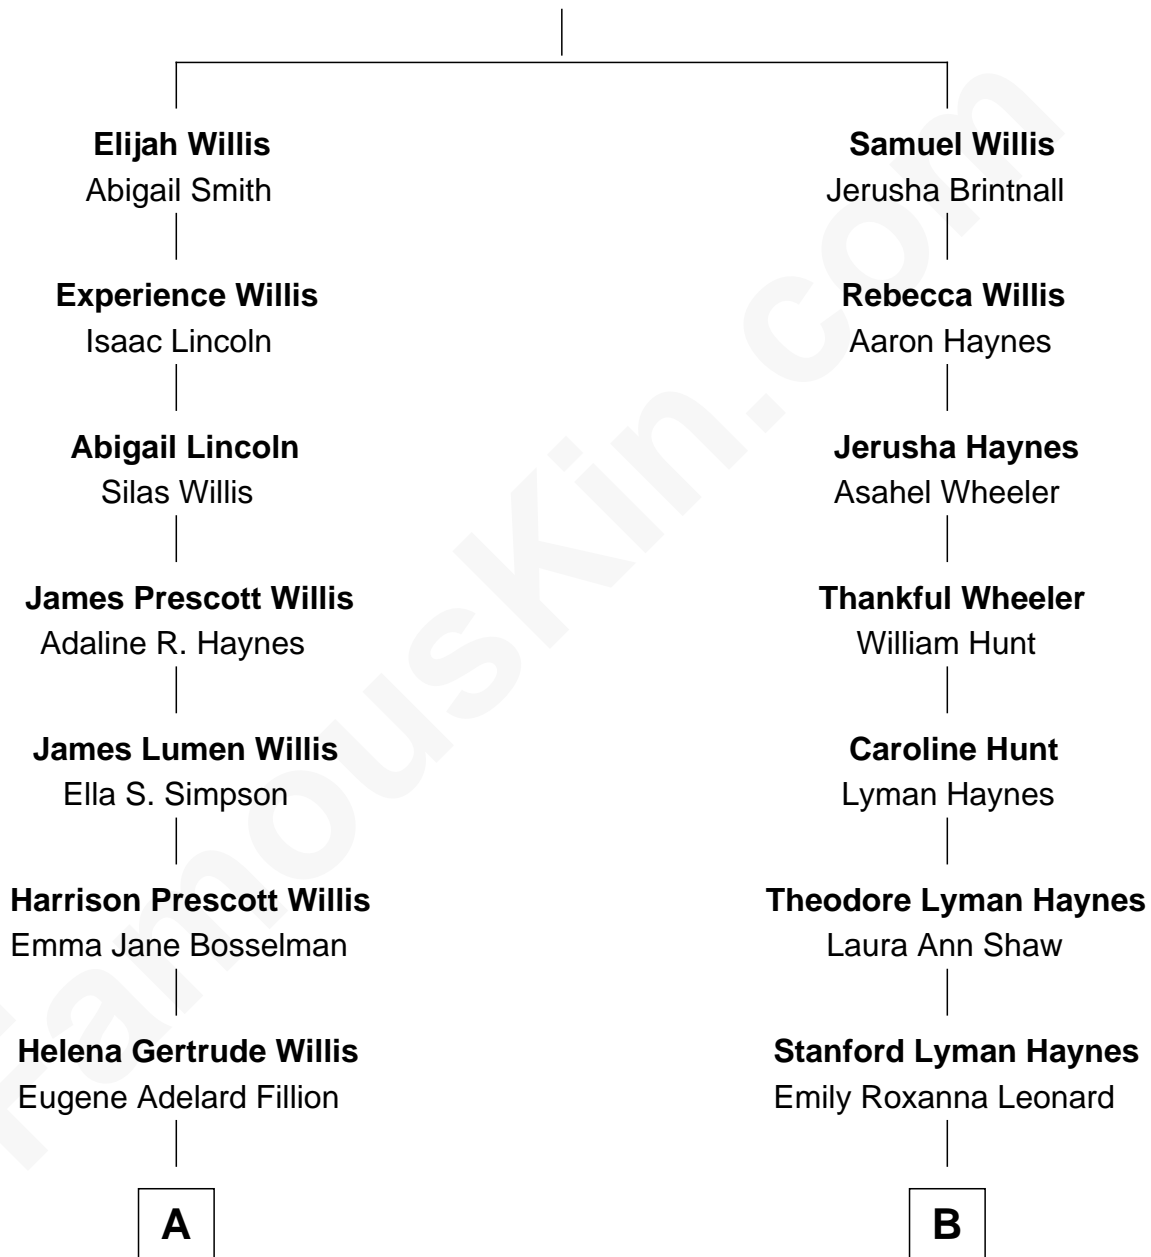 Elijah Willis
Abigail Smith
Samuel Willis
Jerusha Brintnall
Experience Willis
Isaac Lincoln
Rebecca Willis
Aaron Haynes
Abigail Lincoln
Silas Willis
Jerusha Haynes
Asahel Wheeler
James Prescott Willis
Adaline R. Haynes
Thankful Wheeler
William Hunt
James Lumen Willis
Ella S. Simpson
Caroline Hunt
Lyman Haynes
Harrison Prescott Willis
Emma Jane Bosselman
Theodore Lyman Haynes
Laura Ann Shaw
Helena Gertrude Willis
Eugene Adelard Fillion
Stanford Lyman Haynes
Emily Roxanna Leonard
A
B
FamousKin.com